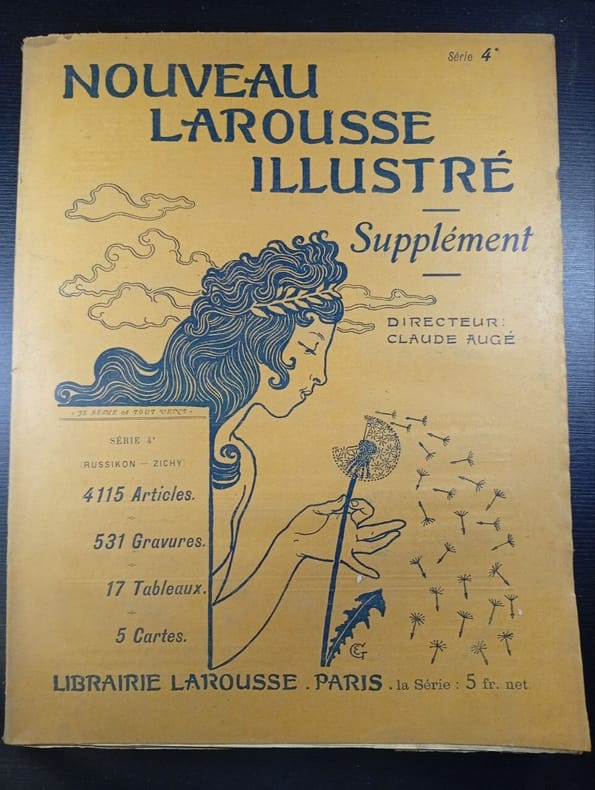 Série 4ᵉ
NOUVEAU
LAROUSSE
ILLUSTRÉ
Supplément
DIRECTEUR:
CLAUDE AUGÉ
"JE SÈME à TOUT VENT"
SÉRIE 4ᵉ
(RUSSIKON — ZICHY)
4115 Articles.
531 Gravures.
17 Tableaux.
5 Cartes.
EG
LIBRAIRIE LAROUSSE . PARIS . la Série : 5 fr. net